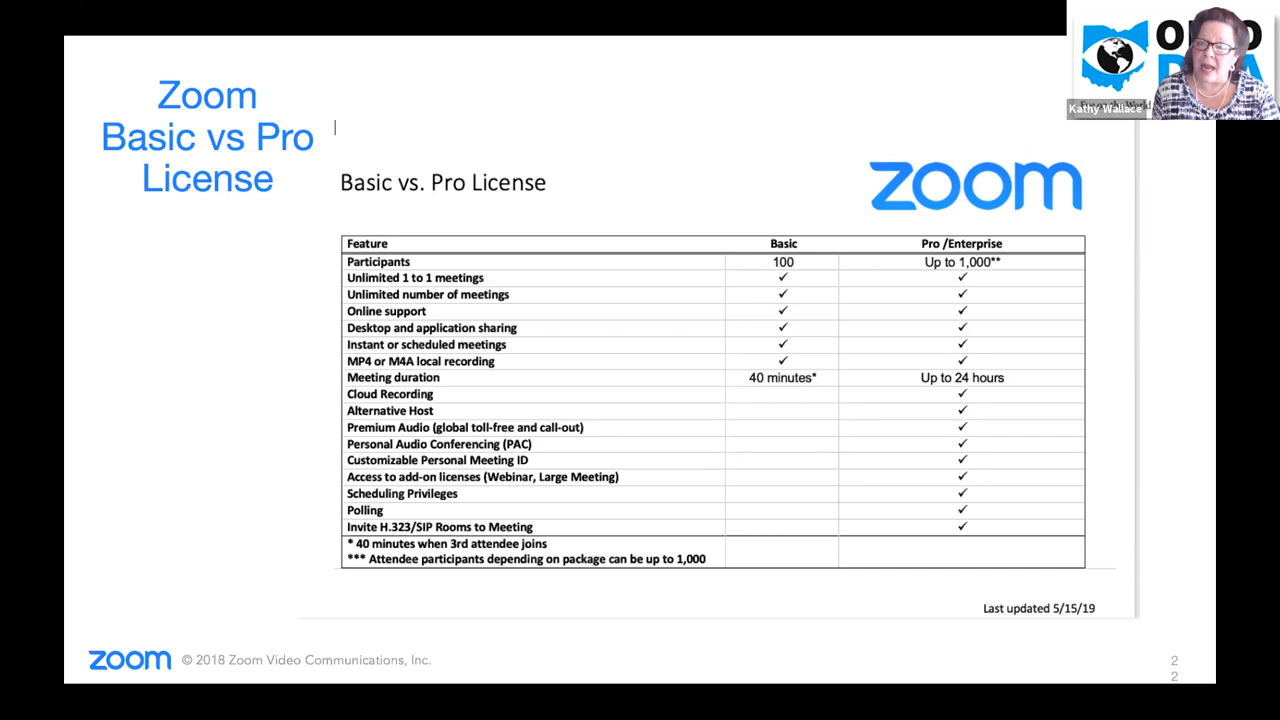 Zoom
Basic vs Pro
License
Basic vs. Pro License
zoom
Feature Basic Pro /Enterprise
Participants 100 Up to 1,000**
Unlimited 1 to 1 meetings ✓ ✓
Unlimited number of meetings ✓ ✓
Online support ✓ ✓
Desktop and application sharing ✓ ✓
Instant or scheduled meetings ✓ ✓
MP4 or M4A local recording ✓ ✓
Meeting duration 40 minutes* Up to 24 hours
Cloud Recording ✓
Alternative Host ✓
Premium Audio (global toll-free and call-out) ✓
Personal Audio Conferencing (PAC) ✓
Customizable Personal Meeting ID ✓
Access to add-on licenses (Webinar, Large Meeting) ✓
Scheduling Privileges ✓
Polling ✓
Invite H.323/SIP Rooms to Meeting ✓
* 40 minutes when 3rd attendee joins
*** Attendee participants depending on package can be up to 1,000
Last updated 5/15/19
zoom © 2018 Zoom Video Communications, Inc.
2
2
Kathy Wallace